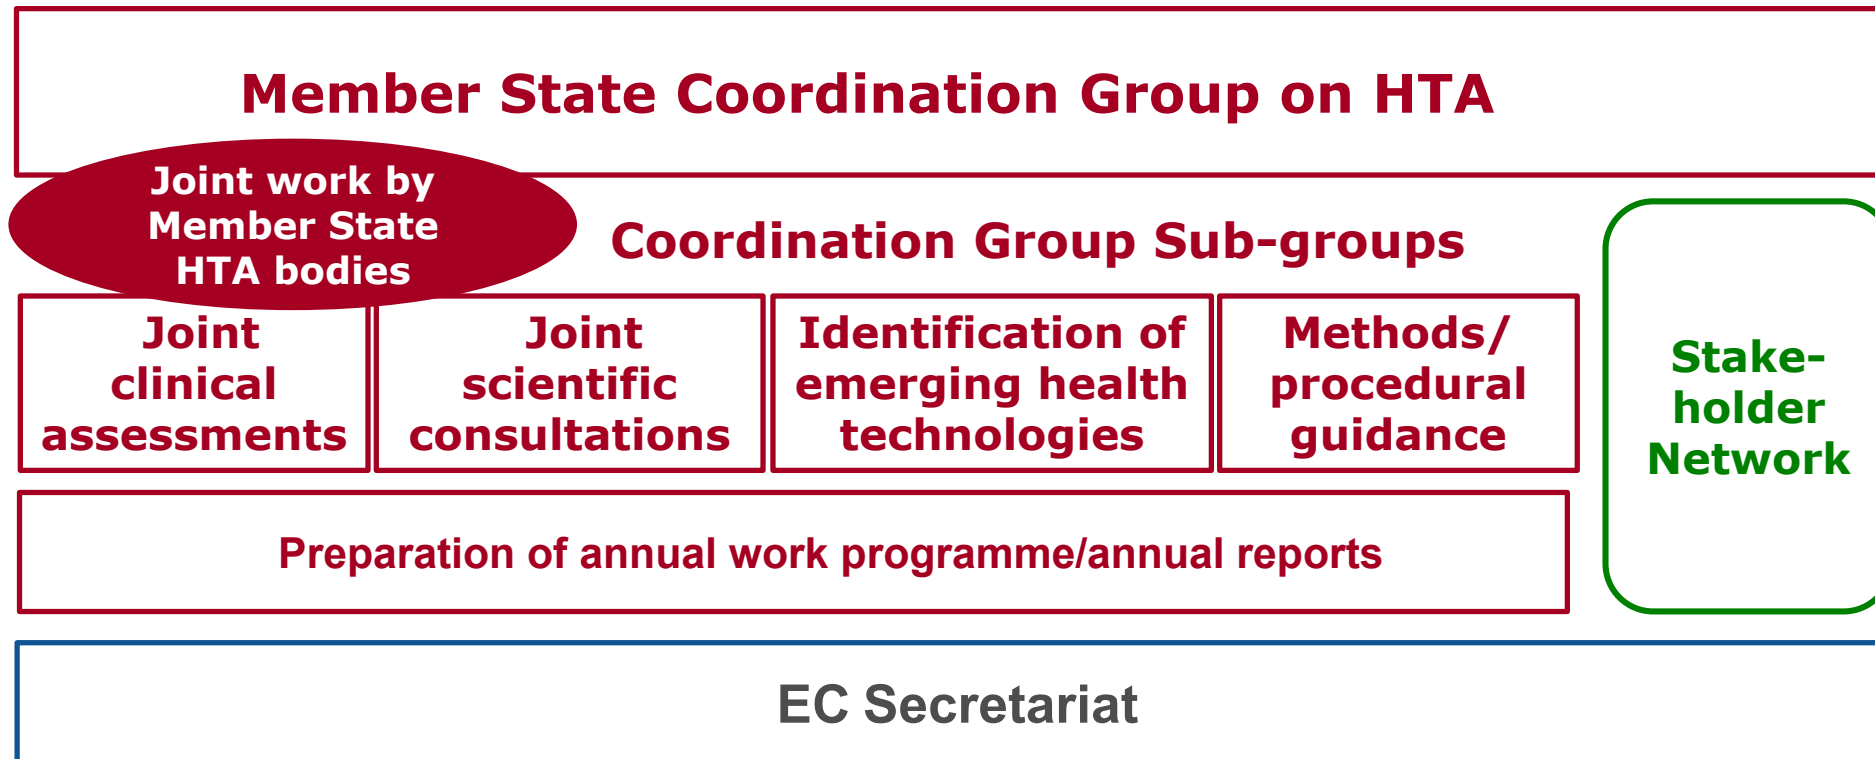 Member State Coordination Group on HTA
Joint work by
Member State
HTA bodies
Coordination Group Sub-groups
Joint
clinical
assessments
Joint
scientific
consultations
Identification of
emerging health
technologies
Methods/
procedural
guidance
Stake-
holder
Network
Preparation of annual work programme/annual reports
EC Secretariat